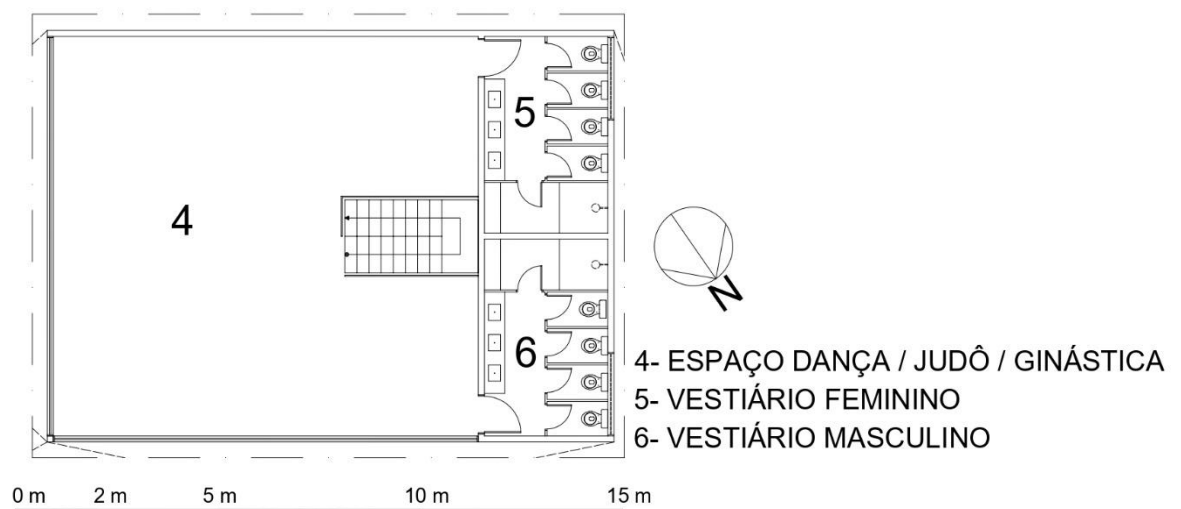 5
4
N
6
4- ESPAÇO DANÇA / JUDÔ / GINÁSTICA
5- VESTIÁRIO FEMININO
6- VESTIÁRIO MASCULINO
0 m 2 m 5 m 10 m 15 m